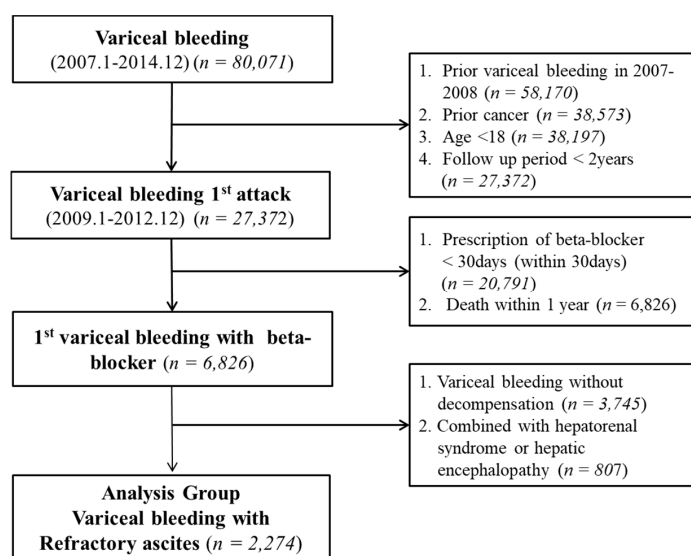 Variceal bleeding
(2007.1-2014.12) (n = 80,071)
1. Prior variceal bleeding in 2007-
2008 (n = 58,170)
2. Prior cancer (n = 38,573)
3. Age <18 (n = 38,197)
4. Follow up period < 2years
(n = 27,372)
Variceal bleeding 1st attack
(2009.1-2012.12) (n = 27,372)
1. Prescription of beta-blocker
< 30days (within 30days)
(n = 20,791)
2. Death within 1 year (n = 6,826)
1st variceal bleeding with beta-
blocker (n = 6,826)
1. Variceal bleeding without
decompensation (n = 3,745)
2. Combined with hepatorenal
syndrome or hepatic
encephalopathy (n = 807)
Analysis Group
Variceal bleeding with
Refractory ascites (n = 2,274)